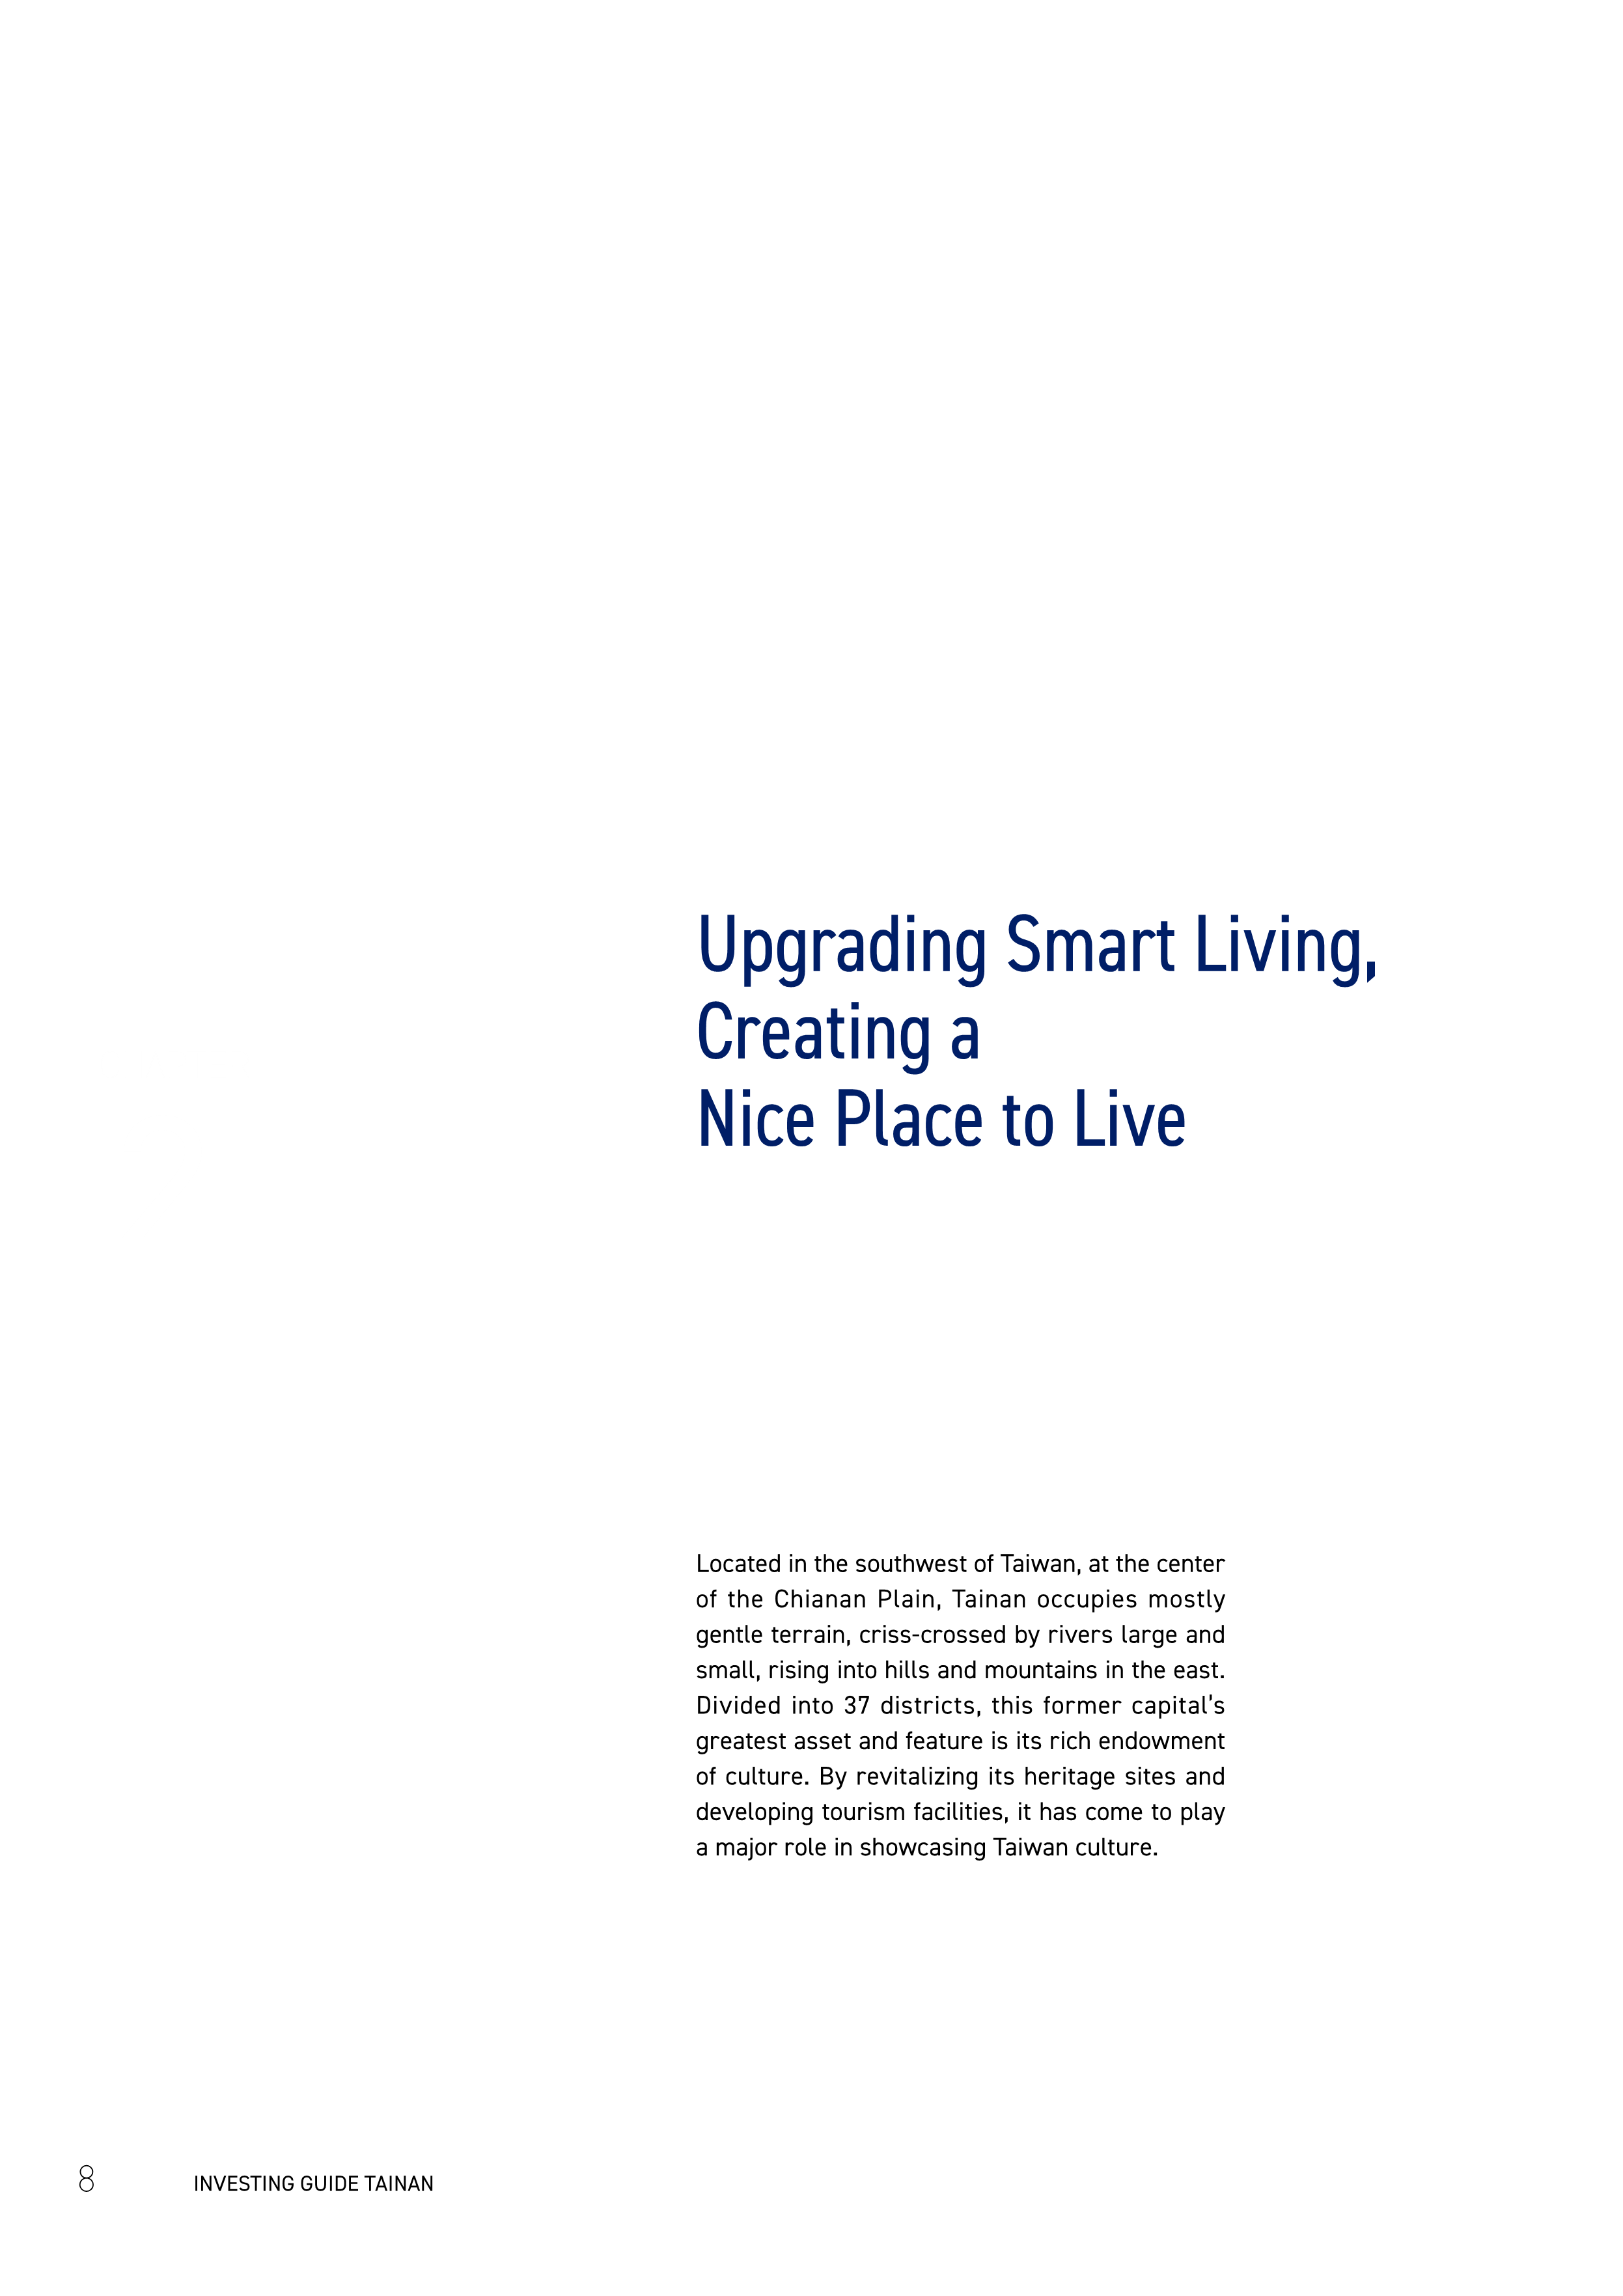 Upgrading Smart Living,
Creating a
Nice Place to Live
Located in the southwest of Taiwan, at the center
of the Chianan Plain, Tainan occupies mostly
gentle terrain, criss-crossed by rivers large and
small, rising into hills and mountains in the east.
Divided into 37 districts, this former capital's
greatest asset and feature is its rich endowment
of culture. By revitalizing its heritage sites and
developing tourism facilities, it has come to play
a major role in showcasing Taiwan culture.
8
INVESTING GUIDE TAINAN